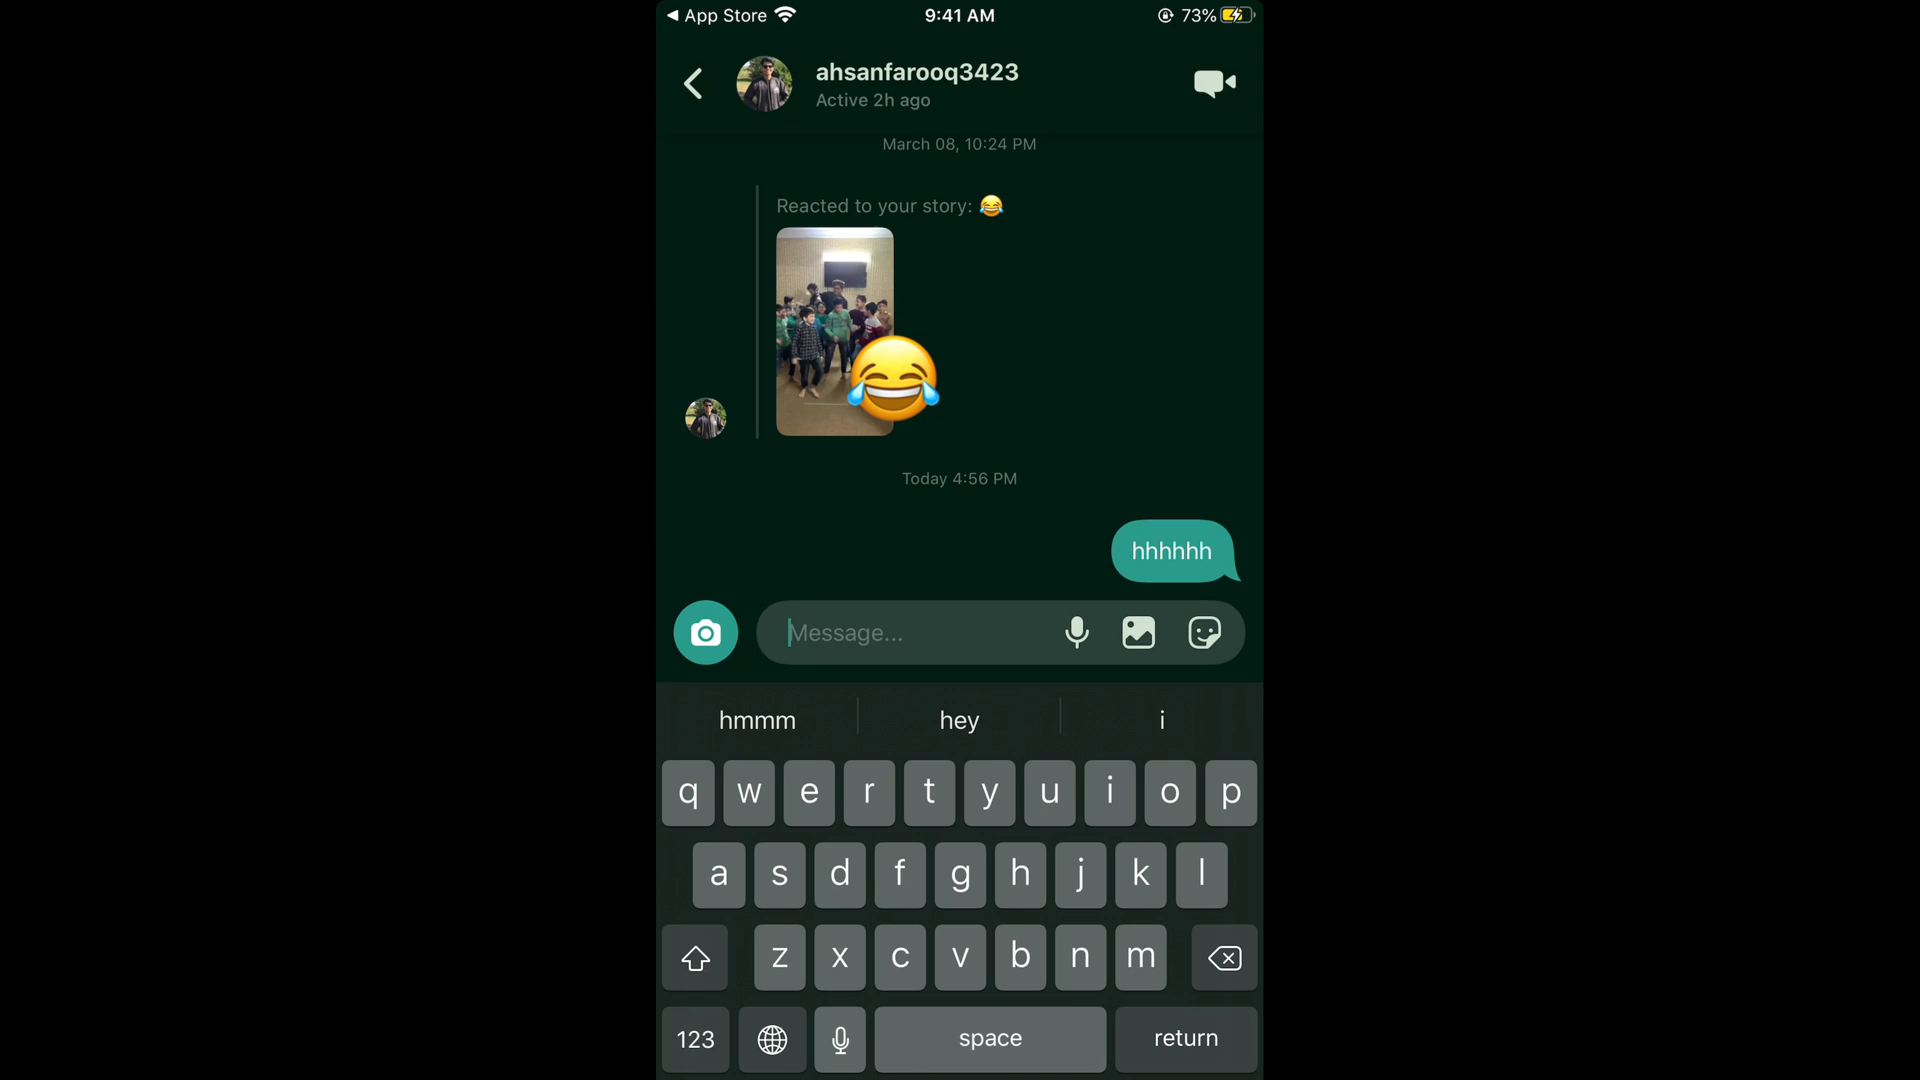 App Store 9:41 AM 73%
ahsanfarooq3423
Active 2h ago
March 08, 10:24 PM
Reacted to your story: 😂
Today 4:56 PM
hhhhhh
Message...
hmmm hey i
q w e r t y u i o p
a s d f g h j k l
z x c v b n m
123 space return